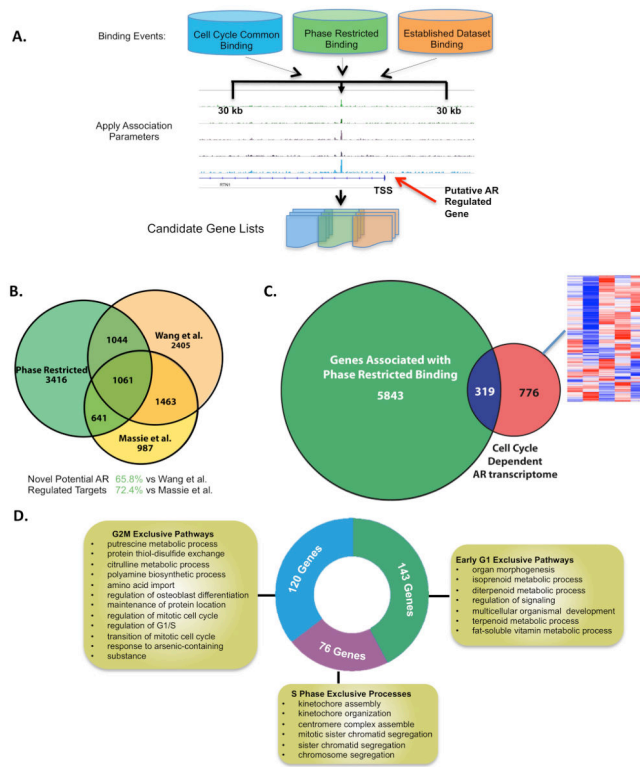 A.
Binding Events:
Cell Cycle Common
Binding
Phase Restricted
Binding
Established Dataset
Binding
30 kb
30 kb
Apply Association
Parameters
TSS
Putative AR
Regulated
Gene
Candidate Gene Lists
B.
1044
Wang et al.
2405
Phase Restricted
3416
1061
641
1463
Massie et al.
987
Novel Potential AR 65.8% vs Wang et al.
Regulated Targets 72.4% vs Massie et al.
C.
Genes Associated with
Phase Restricted Binding
5843
319
776
Cell Cycle
Dependent
AR transcriptome
D.
G2M Exclusive Pathways
• putrescine metabolic process
• protein thiol-disulfide exchange
• citrulline metabolic process
• polyamine biosynthetic process
• amino acid import
• regulation of osteoblast differentiation
• maintenance of protein location
• regulation of mitotic cell cycle
• regulation of G1/S
• transition of mitotic cell cycle
• response to arsenic-containing
• substance
120 Genes
143 Genes
76 Genes
Early G1 Exclusive Pathways
• organ morphogenesis
• isoprenoid metabolic process
• diterpenoid metabolic process
• regulation of signaling
• multicellular organismal development
• terpenoid metabolic process
• fat-soluble vitamin metabolic process
S Phase Exclusive Processes
• kinetochore assembly
• kinetochore organization
• centromere complex assemble
• mitotic sister chromatid segregation
• sister chromatid segregation
• chromosome segregation